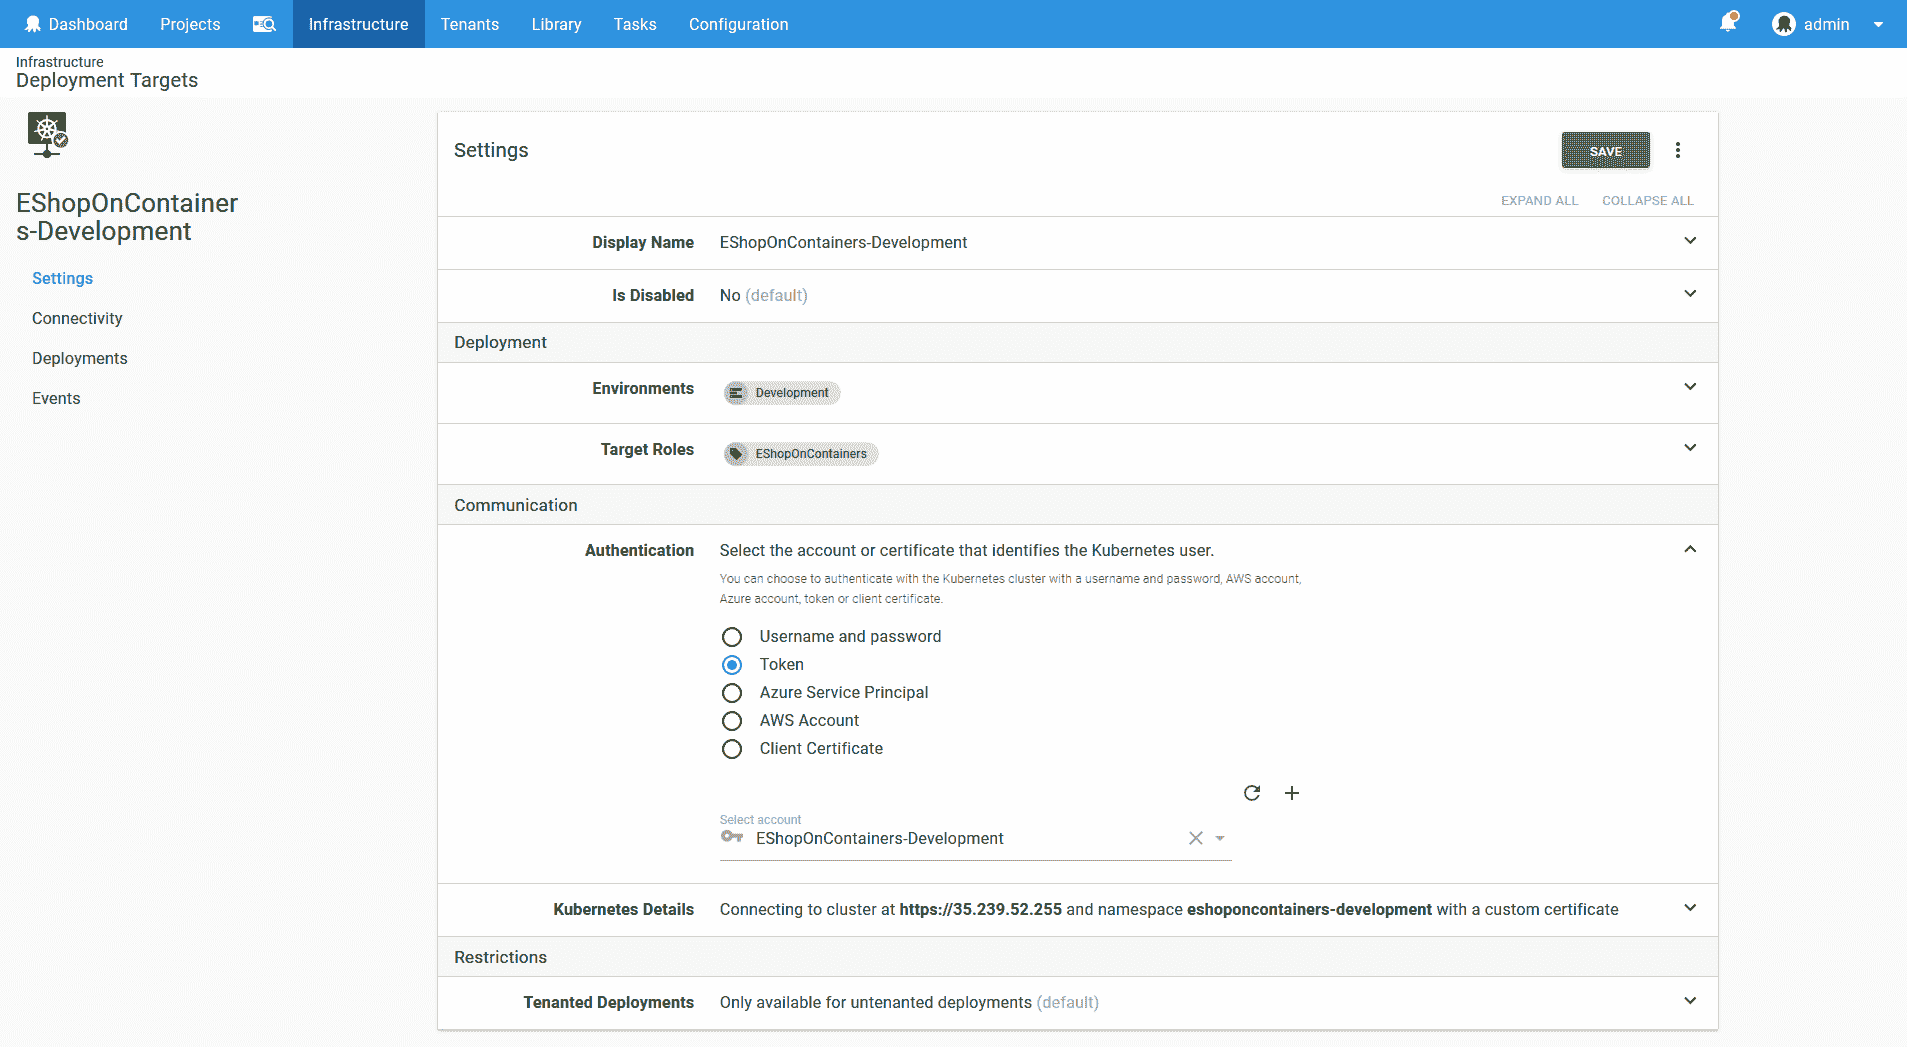 Dashboard Projects Infrastructure Tenants Library Tasks Configuration admin
Infrastructure
Deployment Targets
EShopOnContainer
s-Development
Settings
Connectivity
Deployments
Events
Settings SAVE
EXPAND ALL COLLAPSE ALL
Display Name EShopOnContainers-Development
Is Disabled No (default)
Deployment
Environments Development
Target Roles EShopOnContainers
Communication
Authentication Select the account or certificate that identifies the Kubernetes user.
You can choose to authenticate with the Kubernetes cluster with a username and password, AWS account,
Azure account, token or client certificate.
Username and password
Token
Azure Service Principal
AWS Account
Client Certificate
Select account
EShopOnContainers-Development
Kubernetes Details Connecting to cluster at https://35.239.52.255 and namespace eshoponcontainers-development with a custom certificate
Restrictions
Tenanted Deployments Only available for untenanted deployments (default)